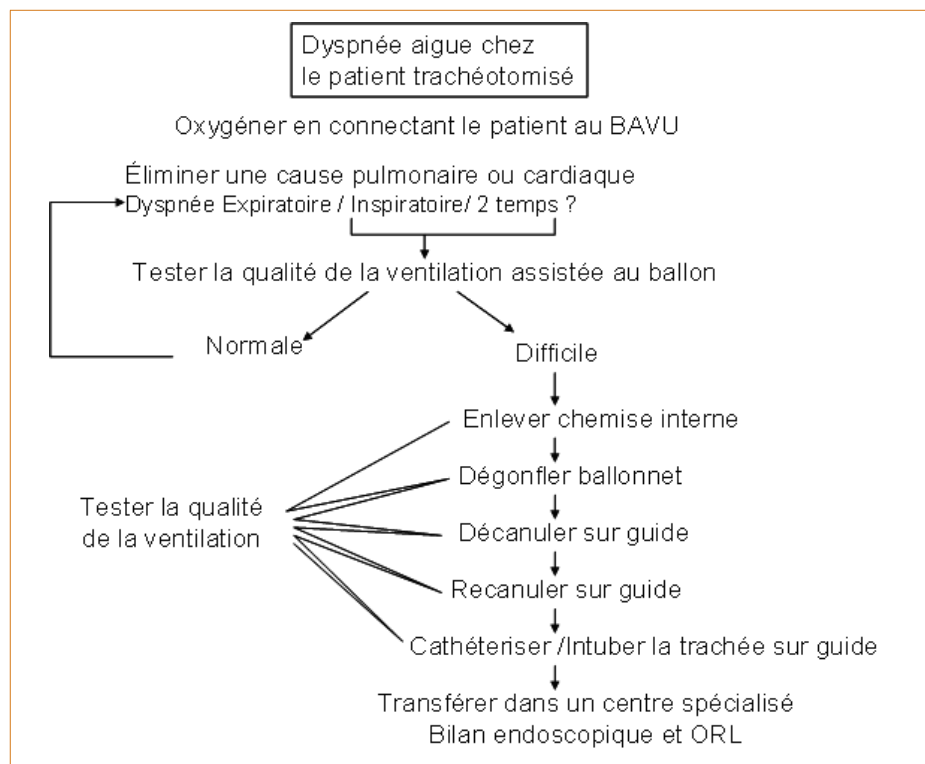 Dyspnée aigue chez
le patient trachéotomisé
Oxygéner en connectant le patient au BAVU
Éliminer une cause pulmonaire ou cardiaque
Dyspnée Expiratoire / Inspiratoire/ 2 temps ?
Tester la qualité de la ventilation assistée au ballon
Normale
Difficile
Enlever chemise interne
Dégonfler ballonnet
Tester la qualité
de la ventilation
Décanuler sur guide
Recanuler sur guide
Cathéteriser /Intuber la trachée sur guide
Transférer dans un centre spécialisé
Bilan endoscopique et ORL